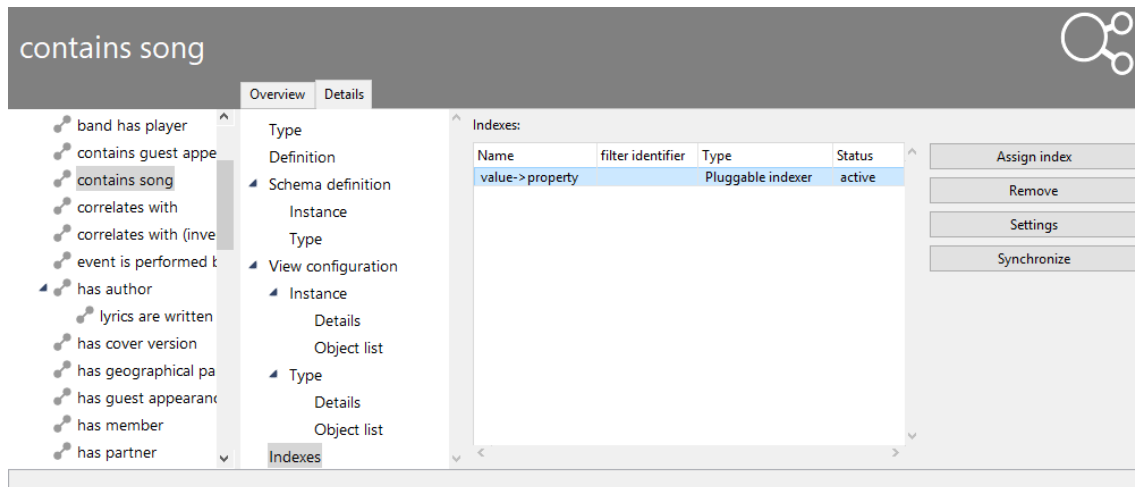 contains song
Overview Details
band has player
contains guest appe
contains song
correlates with
correlates with (inve
event is performed b
has author
lyrics are written
has cover version
has geographical pa
has guest appearanc
has member
has partner
Type
Definition
Schema definition
Instance
Type
View configuration
Instance
Details
Object list
Type
Details
Object list
Indexes
Indexes:
Name filter identifier Type Status
value->property Pluggable indexer active
Assign index
Remove
Settings
Synchronize